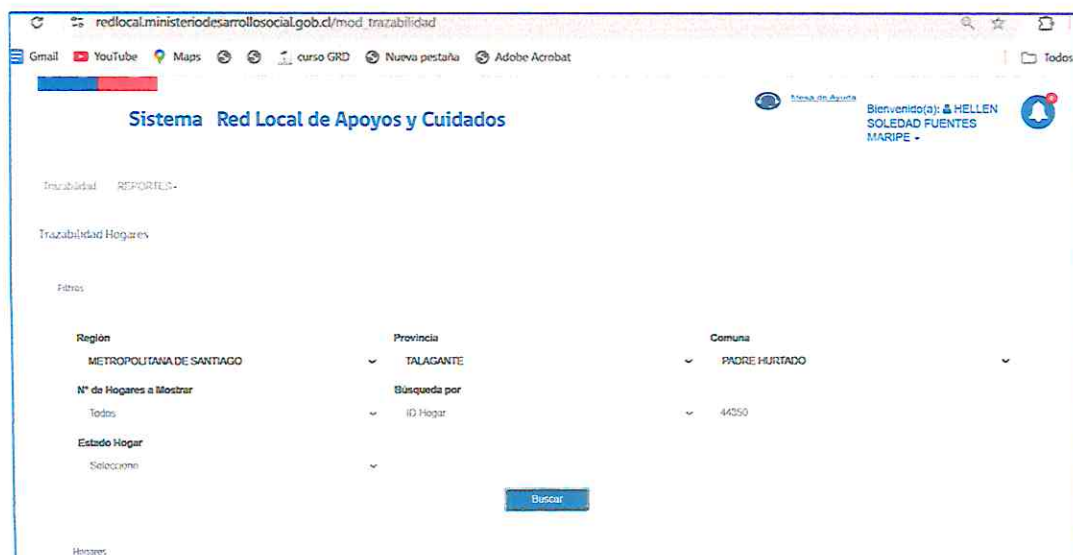 redlocal.ministeriodesarrollosocial.gob.cl/mod_trazabilidad
Gmail YouTube Maps curso GRD Nueva pestaña Adobe Acrobat Todos
Sistema Red Local de Apoyos y Cuidados
Mesa de Ayuda
Bienvenido(a): HELLEN
SOLEDAD FUENTES
MARIPE
Trazabilidad REPORTES
Trazabilidad Hogares
Filtros
Región Provincia Comuna
METROPOLITANA DE SANTIAGO TALAGANTE PADRE HURTADO
N° de Hogares a Mostrar Búsqueda por
Todos ID Hogar 44350
Estado Hogar
Seleccione
Buscar
Hogares